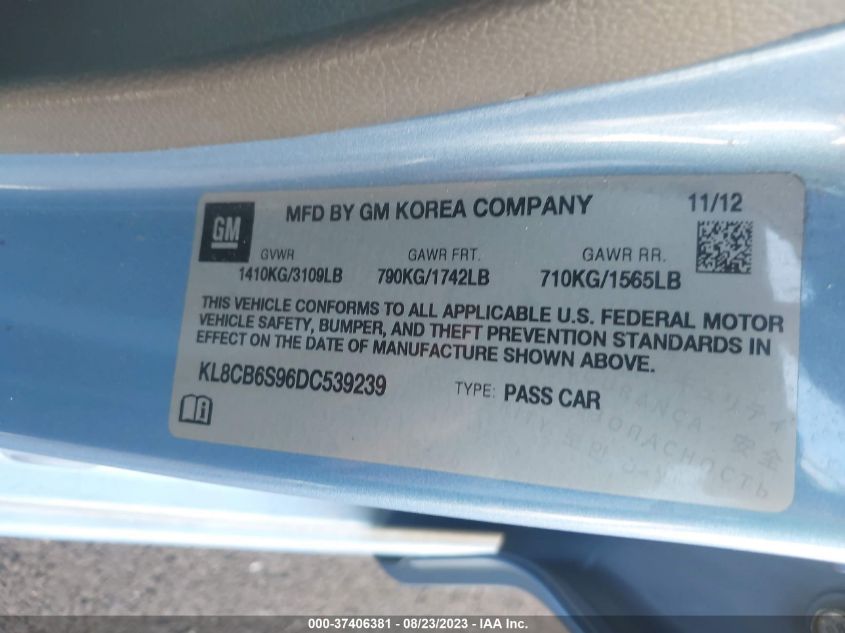 GM
MFD BY GM KOREA COMPANY 11/12
GVWR GAWR FRT. GAWR RR.
1410KG/3109LB 790KG/1742LB 710KG/1565LB
THIS VEHICLE CONFORMS TO ALL APPLICABLE U.S. FEDERAL MOTOR
VEHICLE SAFETY, BUMPER, AND THEFT PREVENTION STANDARDS IN
EFFECT ON THE DATE OF MANUFACTURE SHOWN ABOVE.
KL8CB6S96DC539239 TYPE: PASS CAR
000-37406381 - 08/23/2023 - IAA Inc.